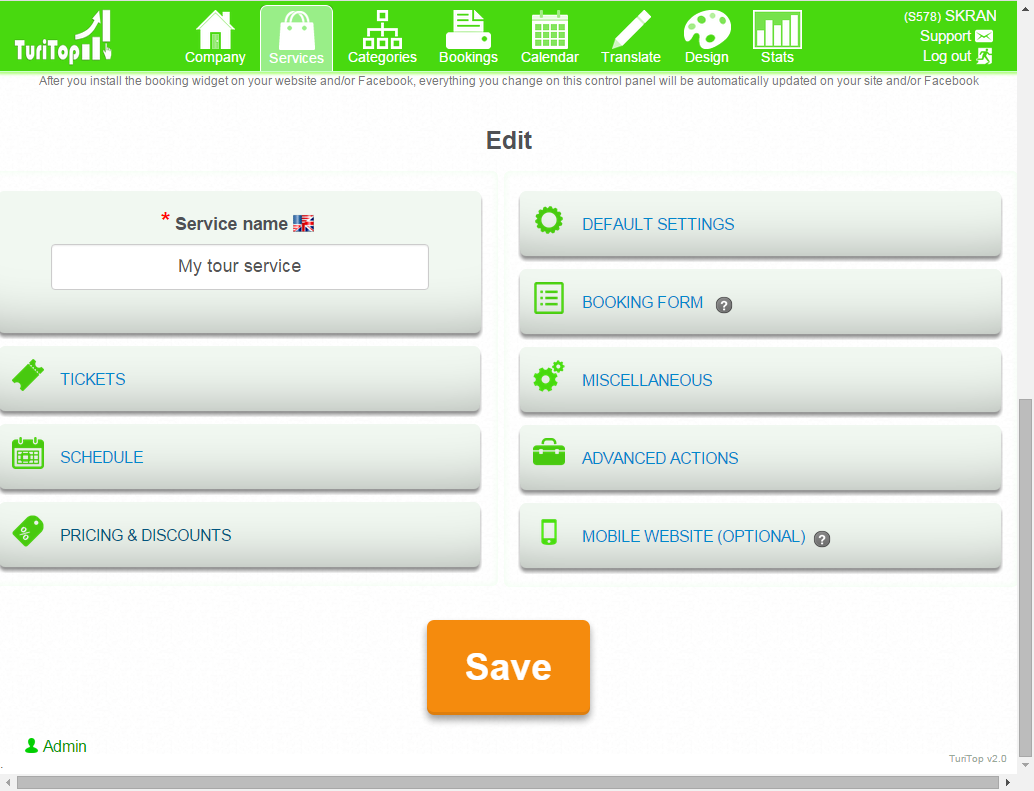 TuriTop
Company
Services
Categories
Bookings
Calendar
Translate
Design
Stats
(S578) SKRAN
Support
Log out
After you install the booking widget on your website and/or Facebook, everything you change on this control panel will be automatically updated on your site and/or Facebook
Edit
* Service name
My tour service
TICKETS
SCHEDULE
% PRICING & DISCOUNTS
DEFAULT SETTINGS
BOOKING FORM ?
MISCELLANEOUS
ADVANCED ACTIONS
MOBILE WEBSITE (OPTIONAL) ?
Save
Admin
TuriTop v2.0